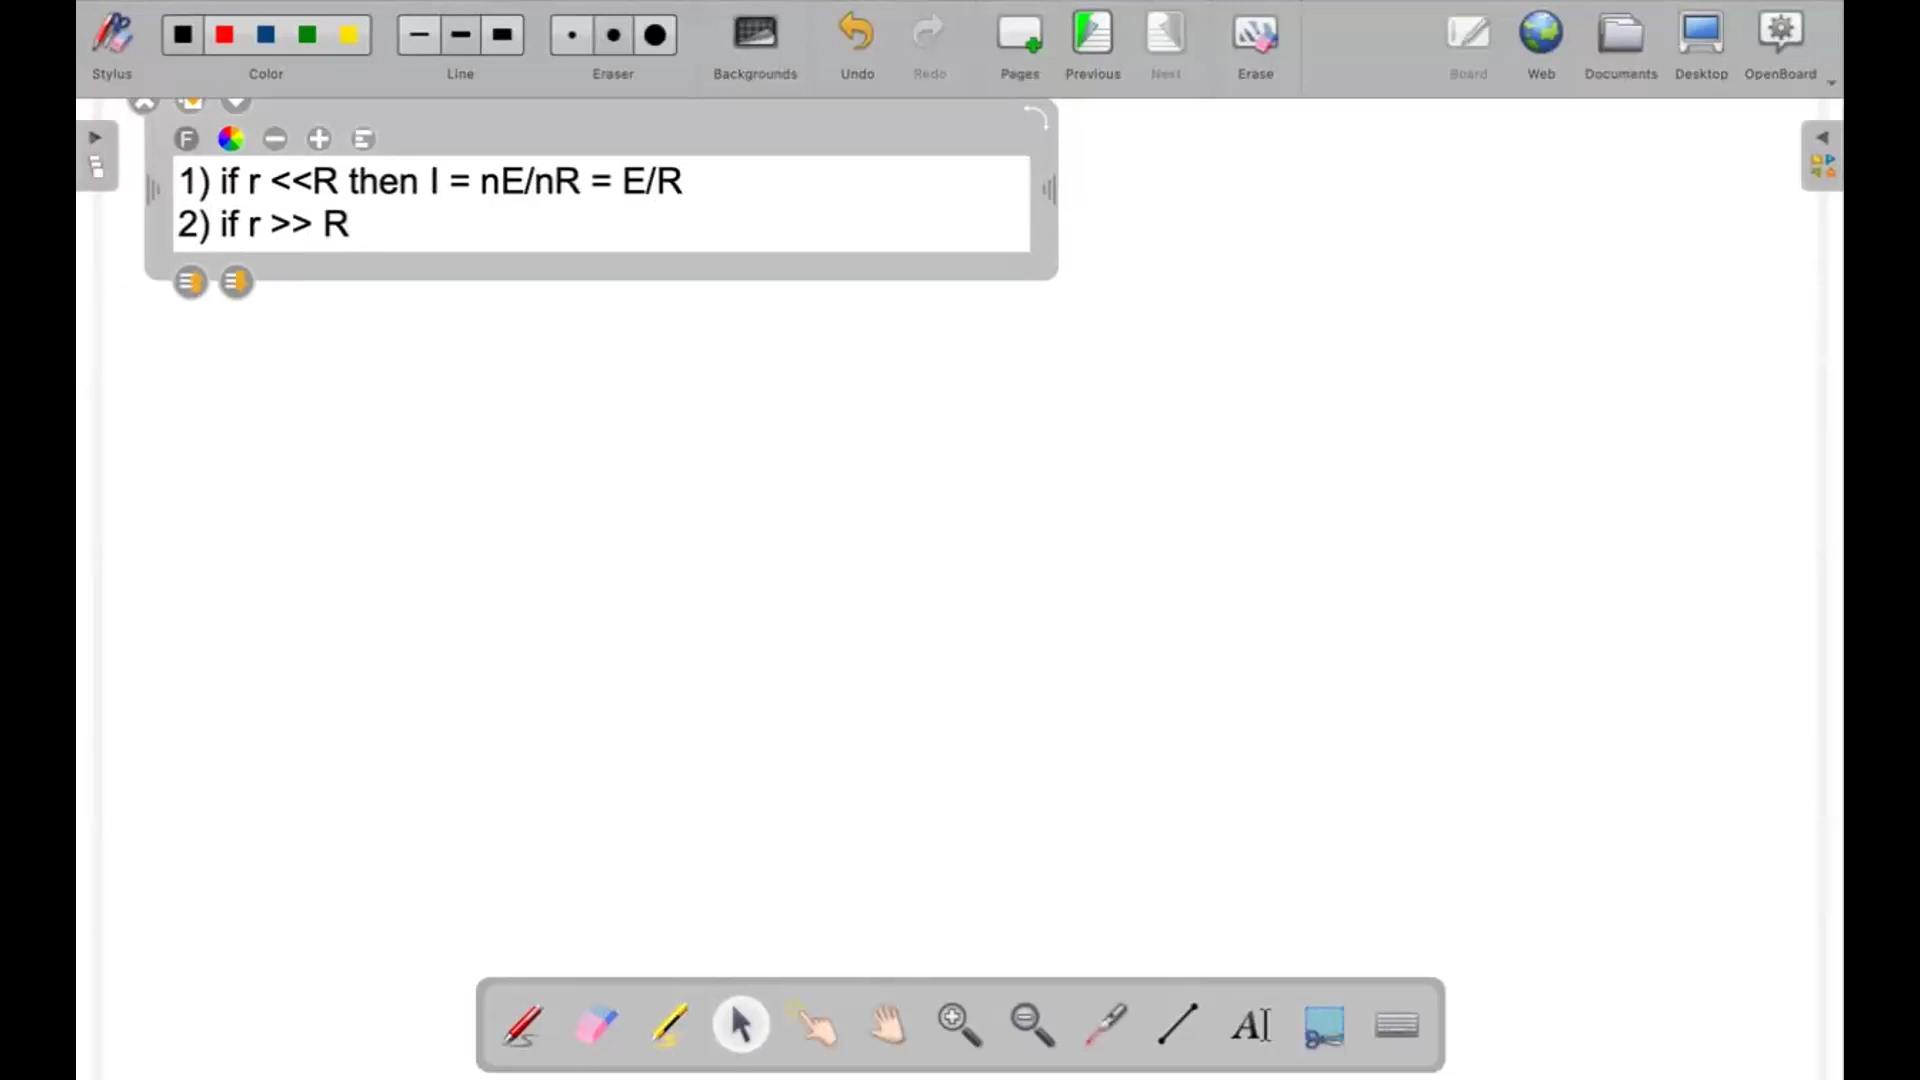 Stylus
Color
Line
Eraser
Backgrounds
Undo
Redo
Pages
Previous
Next
Erase
Board
Web
Documents
Desktop
OpenBoard
F
1) if r <<R then I = nE/nR = E/R
2) if r >> R
AI